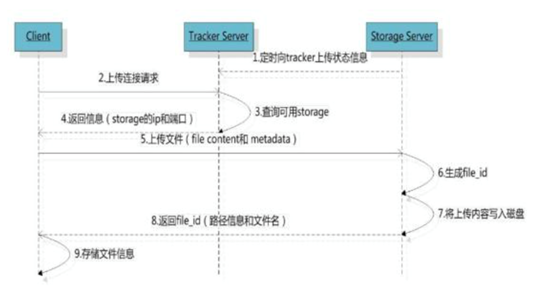 Client
Tracker Server
Storage Server
1.定时向tracker上传状态信息
2.上传连接请求
3.查询可用storage
4.返回信息（storage的ip和端口）
5.上传文件（file content和 metadata）
6.生成file_id
7.将上传内容写入磁盘
8.返回file_id（路径信息和文件名）
9.存储文件信息